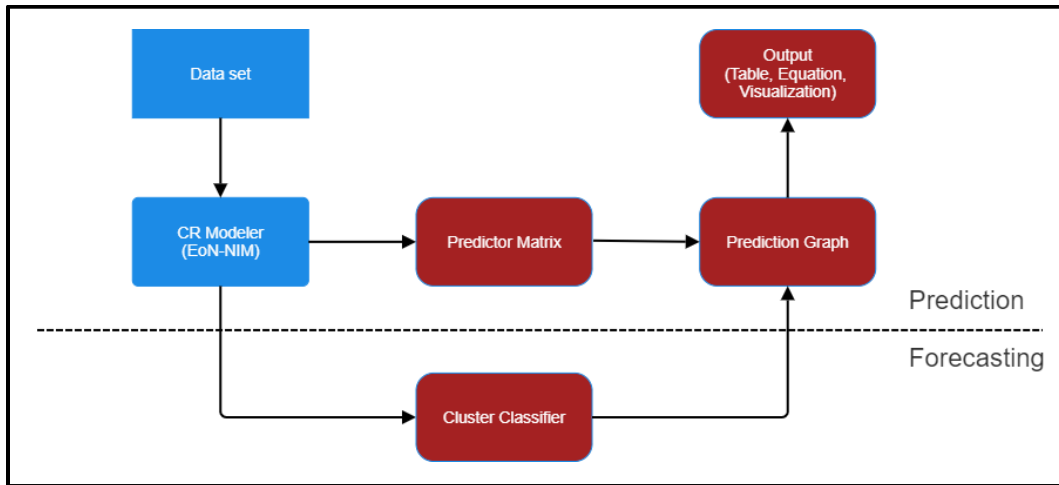 Data set
Output
(Table, Equation,
Visualization)
CR Modeler
(EoN-NIM)
Predictor Matrix
Prediction Graph
Prediction
Forecasting
Cluster Classifier